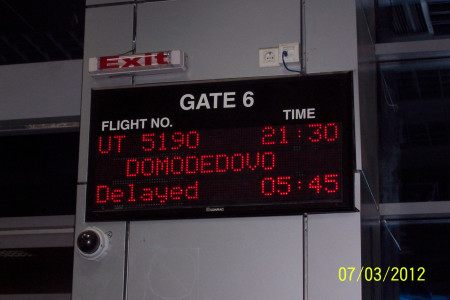 Exit
GATE 6
FLIGHT NO. TIME
UT 5190 21:30
DOMODEDOVO
Delayed 05:45
07/03/2012